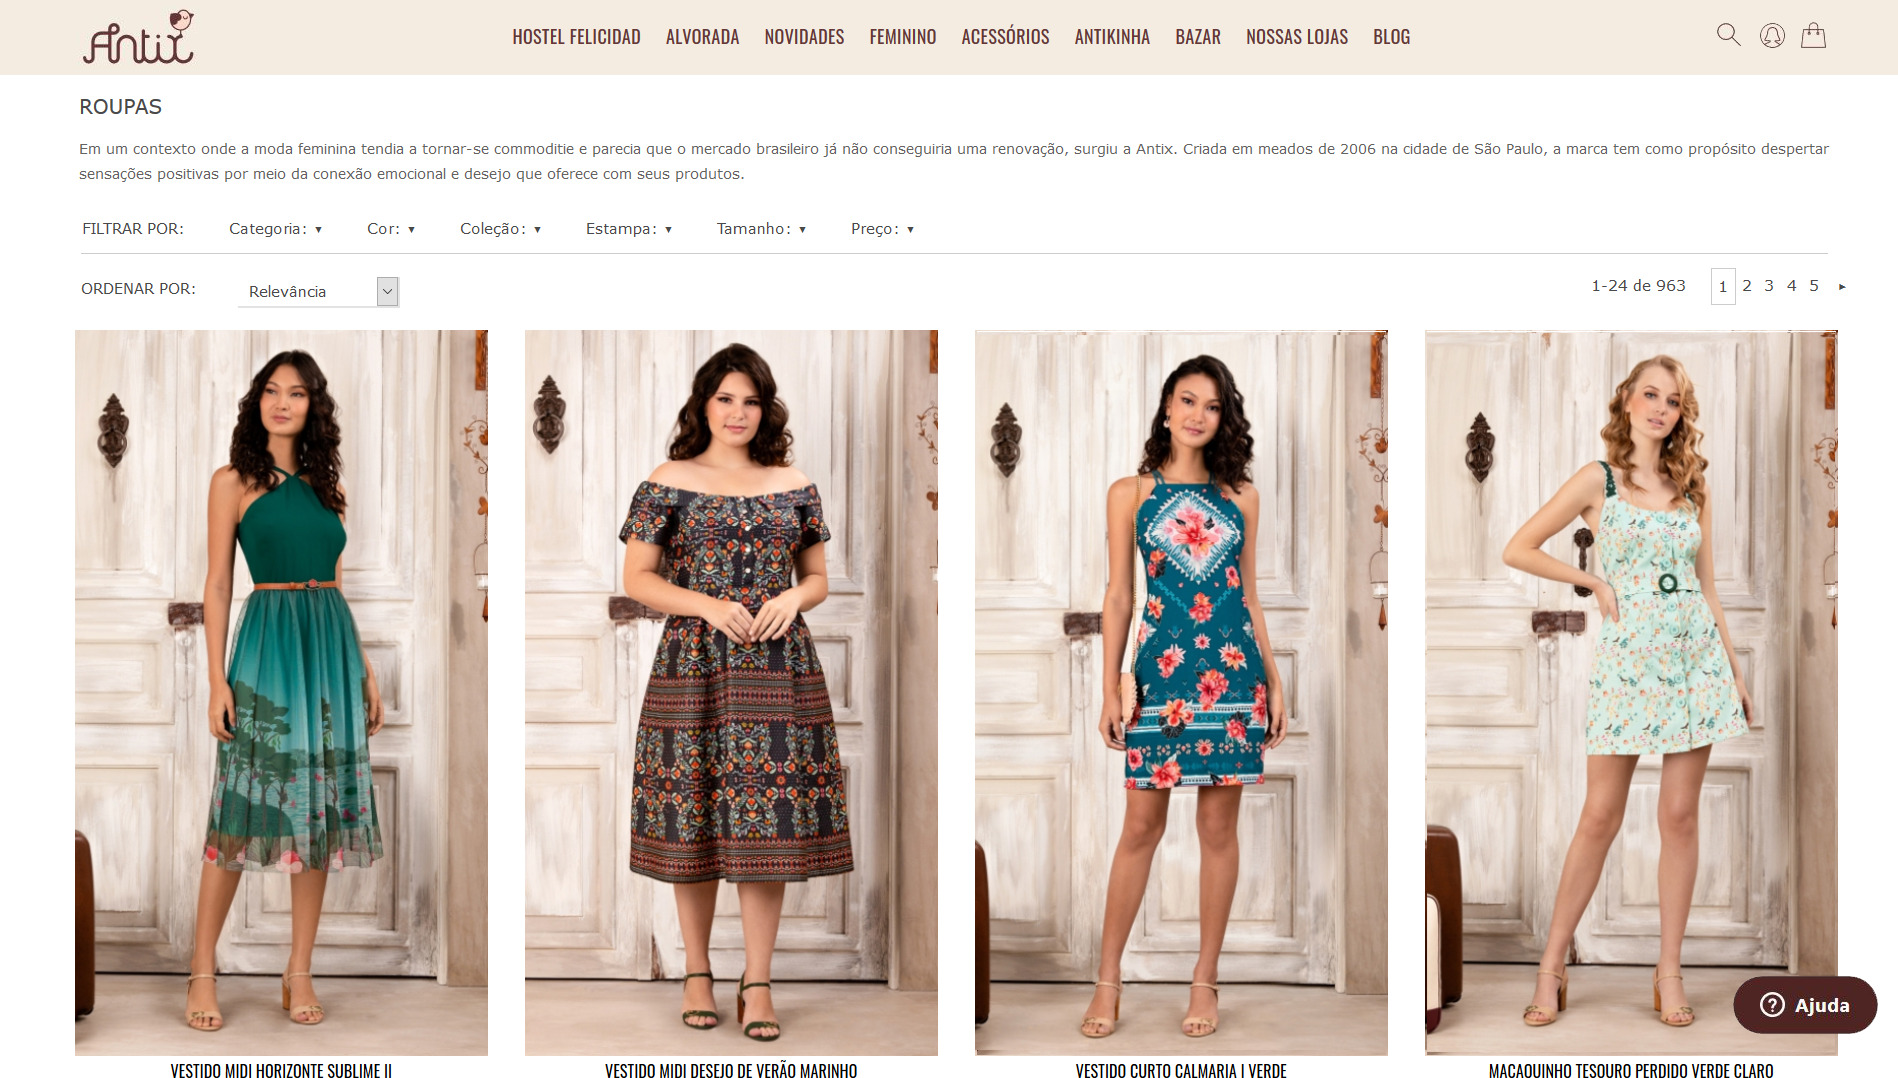 Antix
HOSTEL FELICIDAD ALVORADA NOVIDADES FEMININO ACESSÓRIOS ANTIKINHA BAZAR NOSSAS LOJAS BLOG
ROUPAS
Em um contexto onde a moda feminina tendia a tornar-se commoditie e parecia que o mercado brasileiro já não conseguiria uma renovação, surgiu a Antix. Criada em meados de 2006 na cidade de São Paulo, a marca tem como propósito despertar
sensações positivas por meio da conexão emocional e desejo que oferece com seus produtos.
FILTRAR POR: Categoria: ▼ Cor: ▼ Coleção: ▼ Estampa: ▼ Tamanho: ▼ Preço: ▼
ORDENAR POR: Relevância 1-24 de 963 1 2 3 4 5 ►
Ajuda
VESTIDO MIDI HORIZONTE SUBLIME II
VESTIDO MIDI DESEJO DE VERÃO MARINHO
VESTIDO CURTO CALMARIA I VERDE
MACAQUINHO TESOURO PERDIDO VERDE CLARO